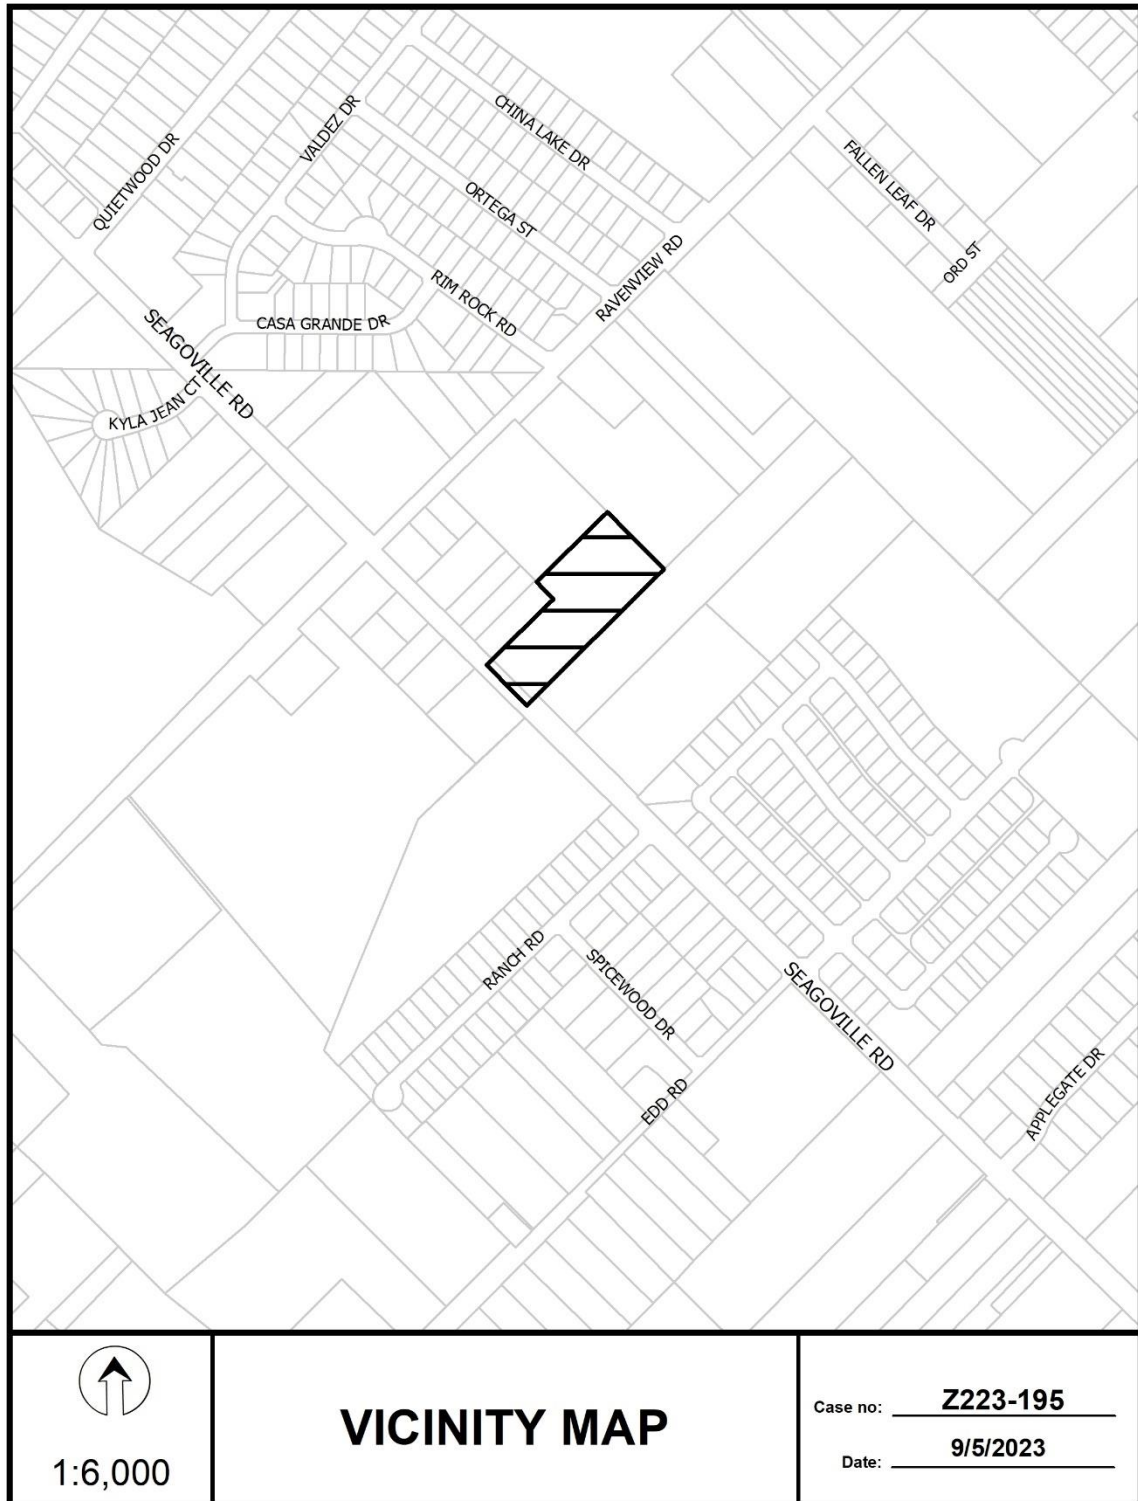 CHINA LAKE DR
VALDEZ DR
QUIETWOOD DR
FALLEN LEAF DR
ORTEGA ST
ORD ST
RAVENVIEW RD
RIM ROCK RD
CASA GRANDE DR
SEAGOVILLE RD
KYLA JEAN CT
RANCH RD
SPICEWOOD DR
SEAGOVILLE RD
EDD RD
APPLEGATE DR
1:6,000
VICINITY MAP
Case no: Z223-195
Date: 9/5/2023